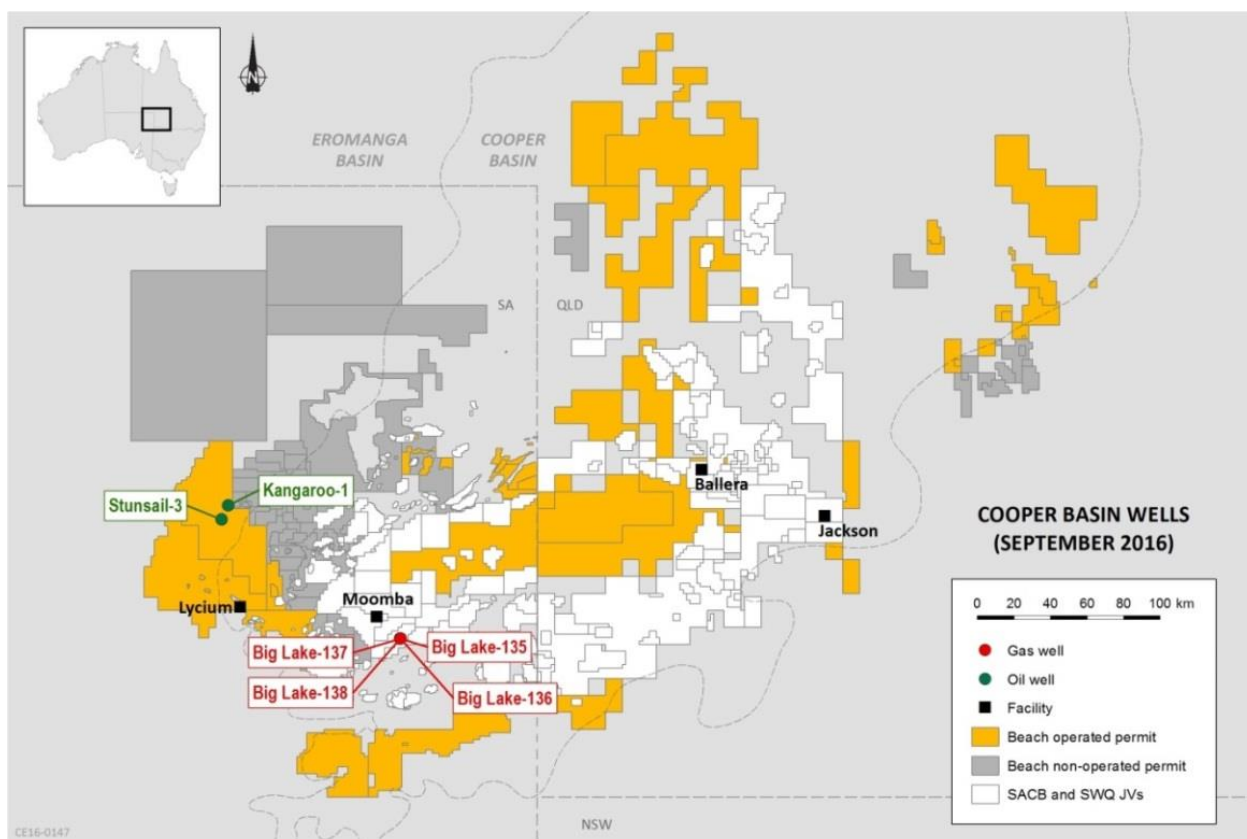 N
EROMANGA
BASIN
COOPER
BASIN
SA
QLD
Stunsail-3
Kangaroo-1
Ballera
Jackson
COOPER BASIN WELLS
(SEPTEMBER 2016)
Lycium
Moomba
Big Lake-137
Big Lake-135
Big Lake-138
Big Lake-136
0 20 40 60 80 100 km
Gas well
Oil well
Facility
Beach operated permit
Beach non-operated permit
SACB and SWQ JVs
CE16-0147
NSW